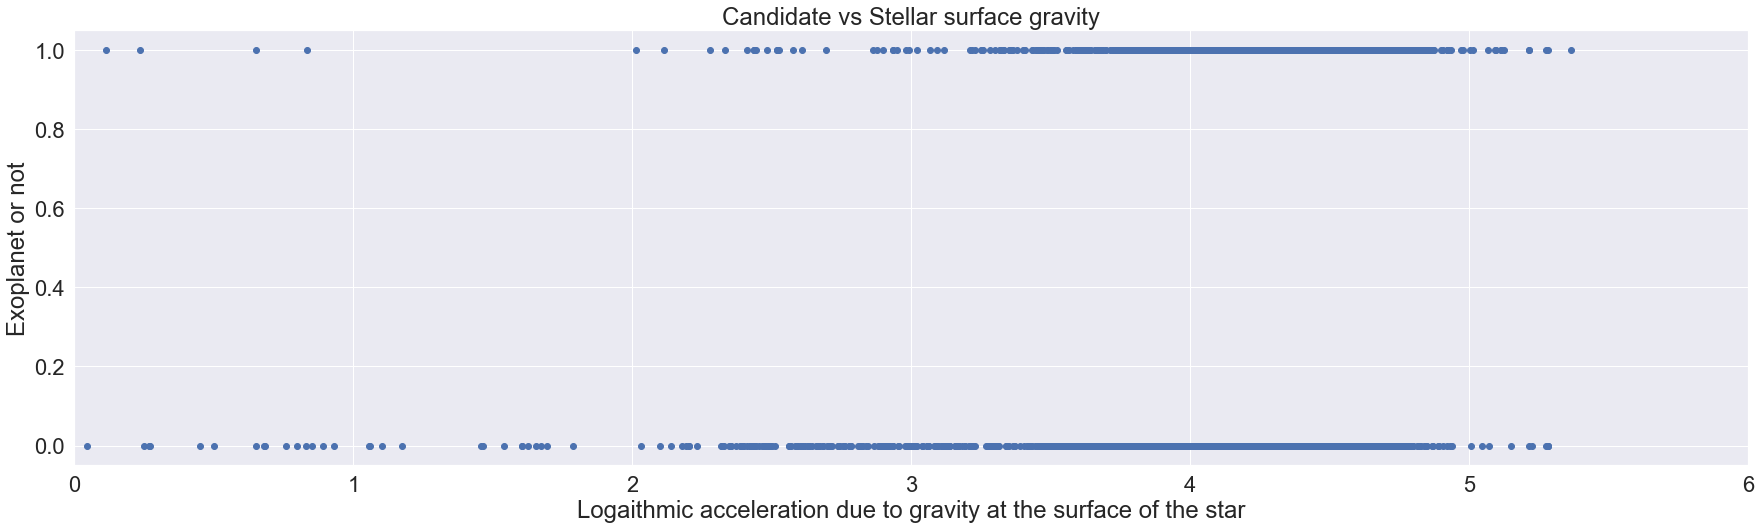 Candidate vs Stellar surface gravity
1.0
0.8
0.6
0.4
0.2
0.0
Exoplanet or not
0 1 2 3 4 5 6
Logaithmic acceleration due to gravity at the surface of the star